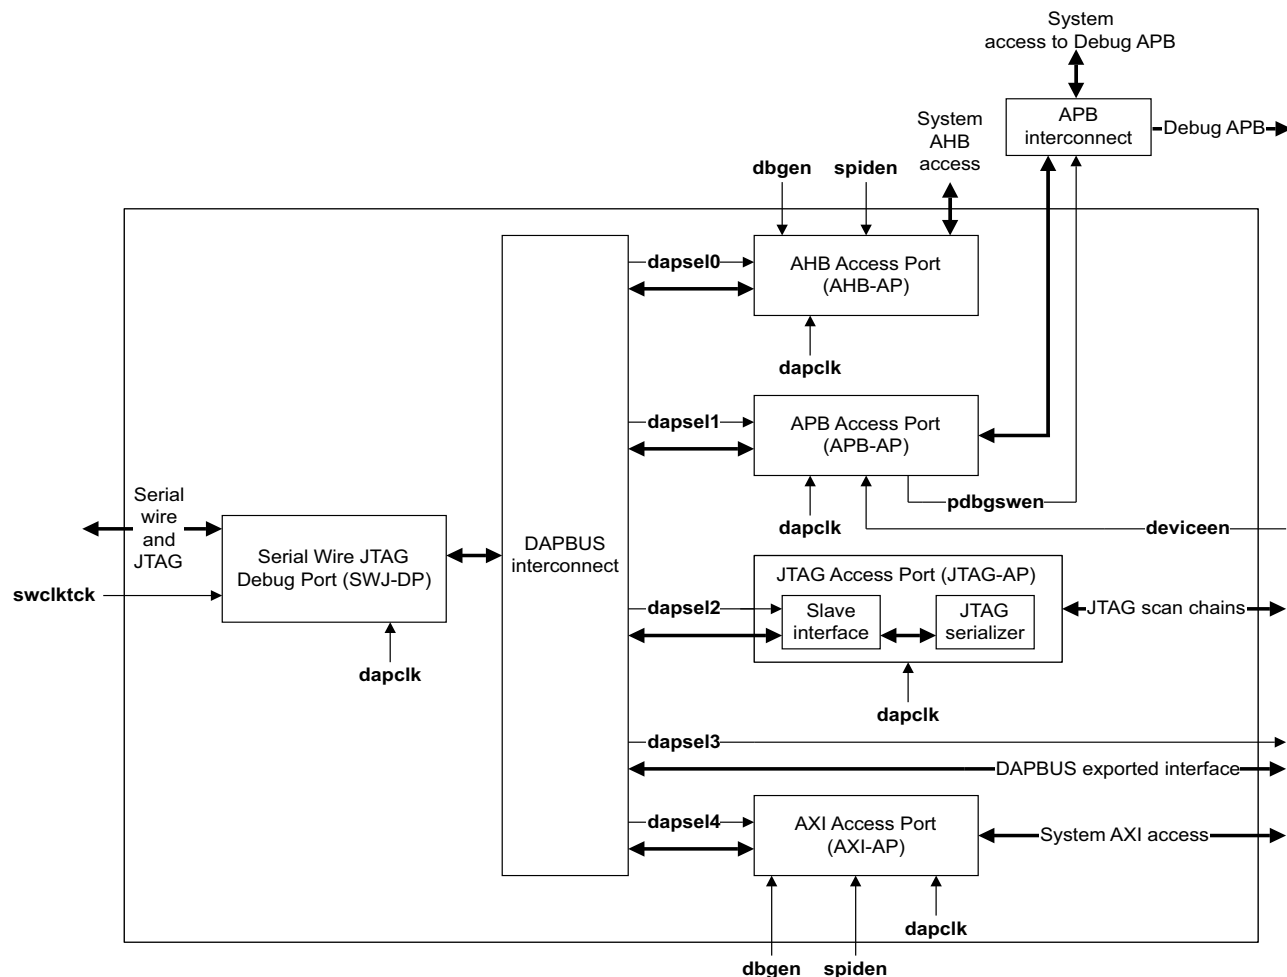 System
access to Debug APB
APB
interconnect
Debug APB
System
AHB
access
dbgen
spiden
dapsel0
AHB Access Port
(AHB-AP)
dapclk
dapsel1
APB Access Port
(APB-AP)
pdbgswen
dapclk
deviceen
Serial
wire
and
JTAG
Serial Wire JTAG
Debug Port (SWJ-DP)
swclktck
dapclk
DAPBUS
interconnect
JTAG Access Port (JTAG-AP)
dapsel2
Slave
interface
JTAG
serializer
JTAG scan chains
dapclk
dapsel3
DAPBUS exported interface
dapsel4
AXI Access Port
(AXI-AP)
System AXI access
dapclk
dbgen
spiden